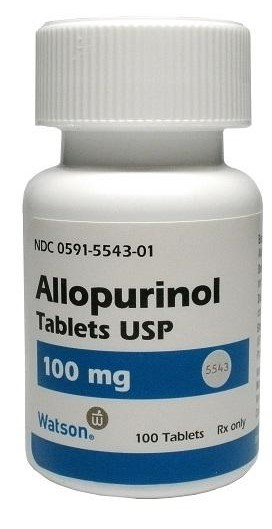 NDC 0591-5543-01
Allopurinol
Tablets USP
100 mg
5543
Watson®
100 Tablets Rx only